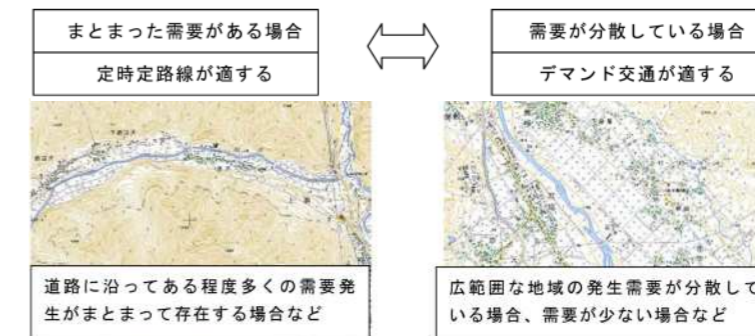 まとまった需要がある場合
定時定路線が適する
道路に沿ってある程度多くの需要発
生がまとまって存在する場合など
需要が分散している場合
デマンド交通が適する
広範囲な地域の発生需要が分散して
いる場合、需要が少ない場合など